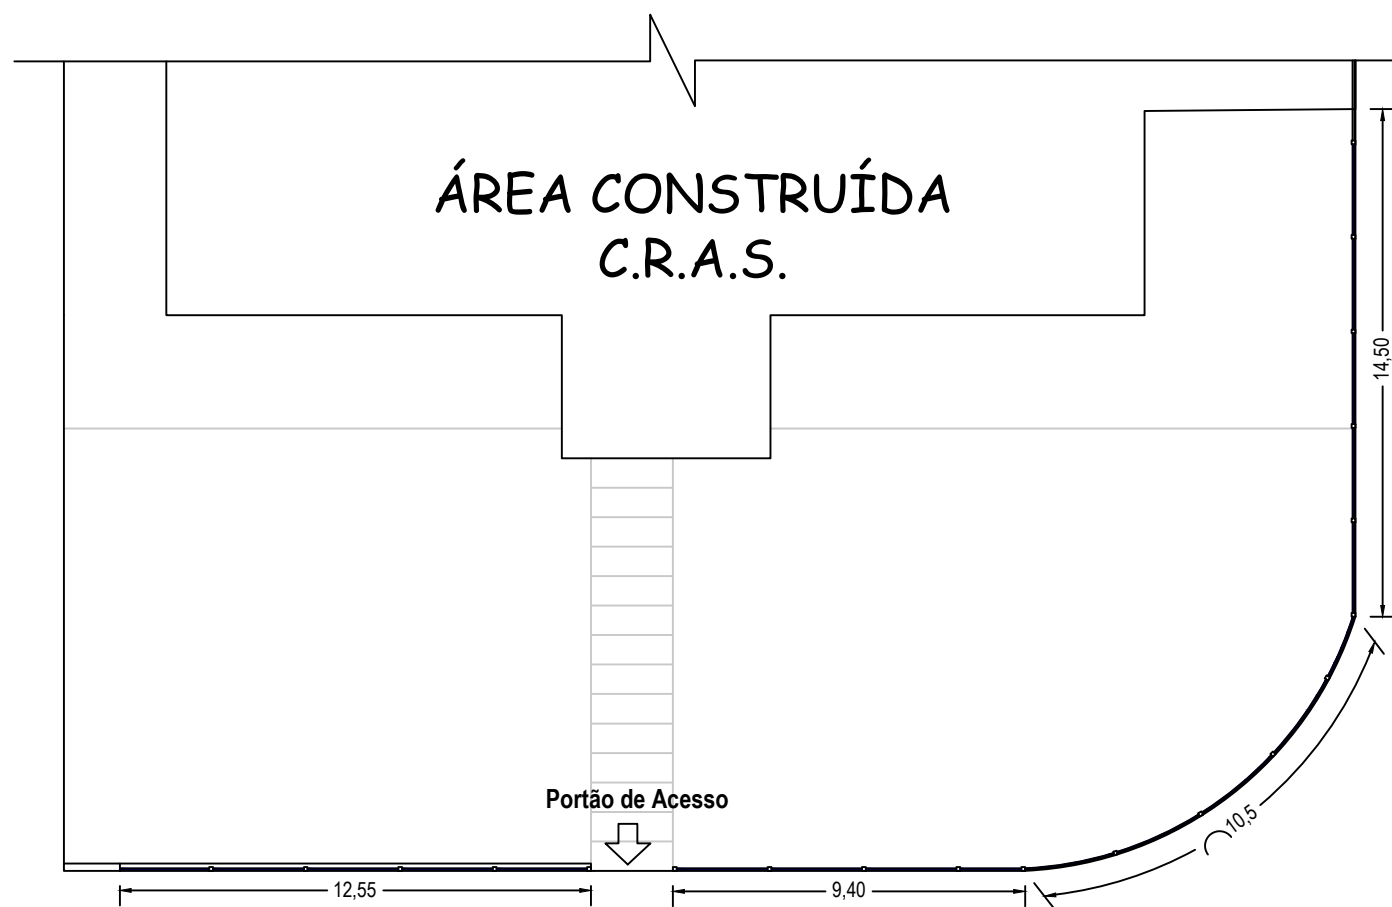 ÁREA CONSTRUÍDA
C.R.A.S.
14,50
Portão de Acesso
10,5
12,55
9,40